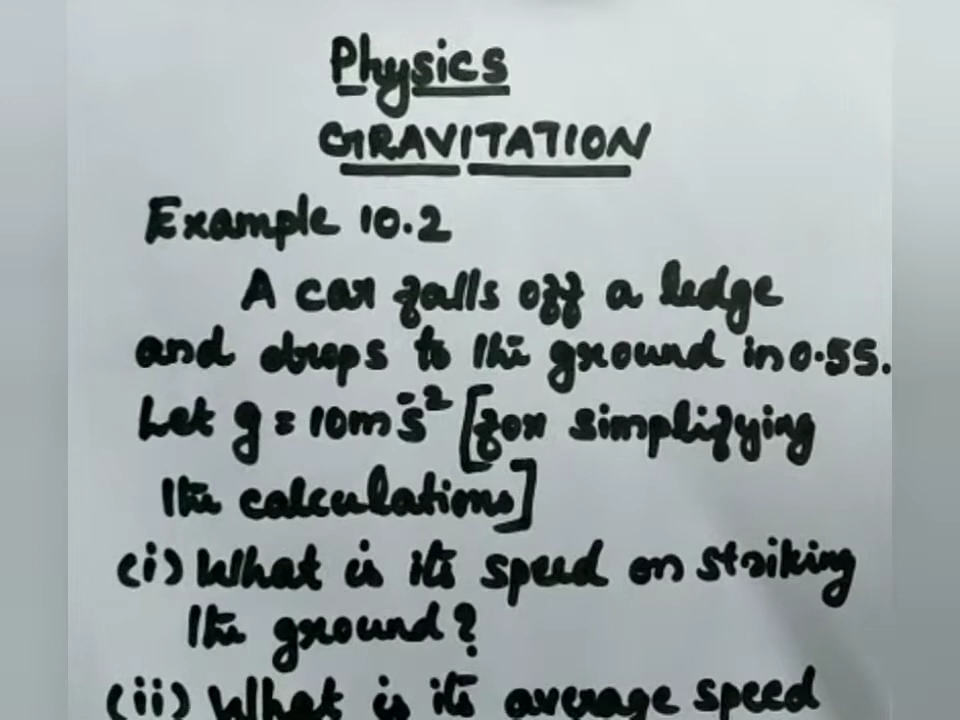 Physics
GRAVITATION
Example 10.2
A car falls off a ledge
and drops to the ground in 0.5s.
Let g = 10ms⁻² [for simplifying
the calculations]
(i) What is its speed on striking
the ground?
(ii) What is its average speed